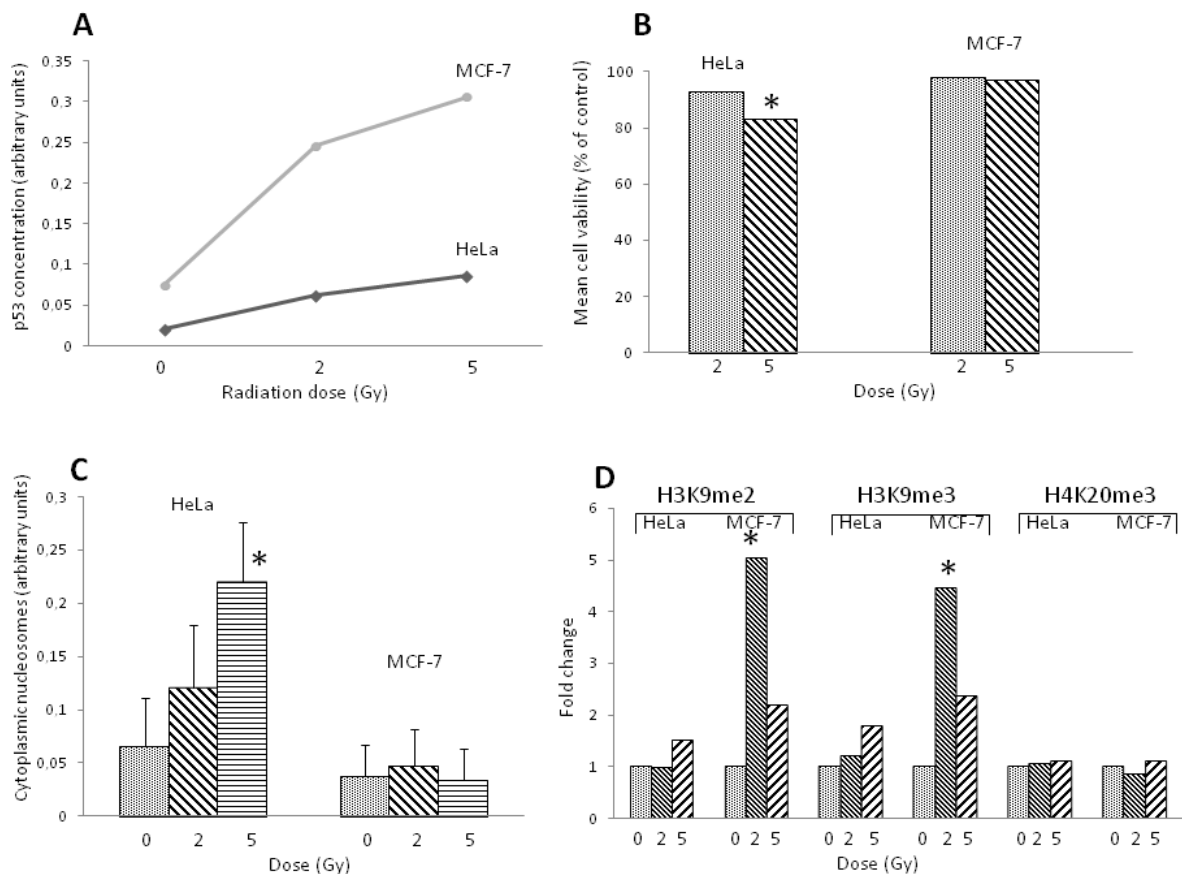 A
p53 concentration (arbitrary units)
0,35
0,3
0,25
0,2
0,15
0,1
0,05
0
MCF-7
HeLa
0 2 5
Radiation dose (Gy)
B
Mean cell viability (% of control)
100
80
60
40
20
0
HeLa
MCF-7
*
2 5 2 5
Dose (Gy)
C
Cytoplasmic nucleosomes (arbitrary units)
0,3
0,25
0,2
0,15
0,1
0,05
0
HeLa
*
MCF-7
0 2 5 0 2 5
Dose (Gy)
D
H3K9me2 H3K9me3 H4K20me3
HeLa MCF-7 HeLa MCF-7 HeLa MCF-7
* *
Fold change
6
5
4
3
2
1
0
0 2 5 0 2 5 0 2 5 0 2 5 0 2 5 0 2 5
Dose (Gy)